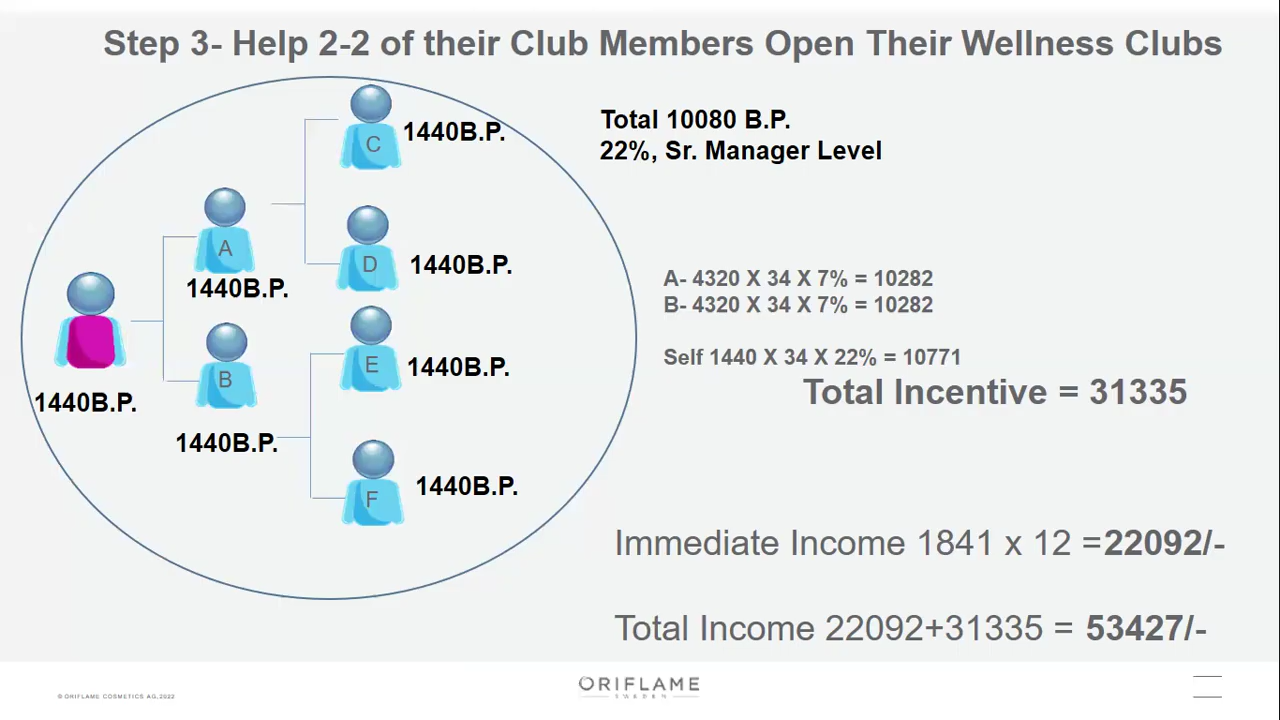 Step 3- Help 2-2 of their Club Members Open Their Wellness Clubs
C
1440B.P.
Total 10080 B.P.
22%, Sr. Manager Level
A
1440B.P.
D
1440B.P.
A- 4320 X 34 X 7% = 10282
B- 4320 X 34 X 7% = 10282
Self 1440 X 34 X 22% = 10771
Total Incentive = 31335
1440B.P.
B
1440B.P.
E
1440B.P.
F
1440B.P.
Immediate Income 1841 x 12 =22092/-
Total Income 22092+31335 = 53427/-
© ORIFLAME COSMETICS AG, 2022
ORIFLAME
SWEDEN